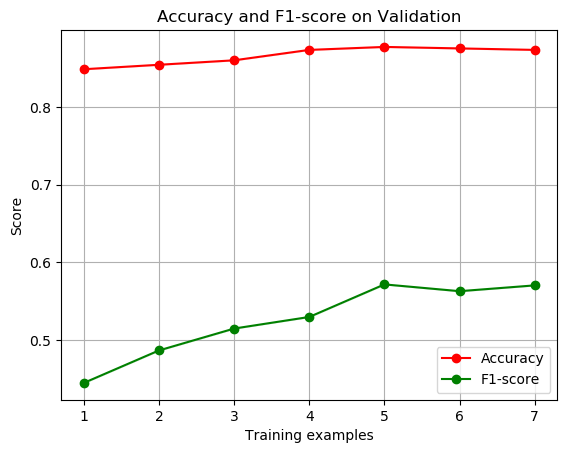 Accuracy and F1-score on Validation
Score
0.8
0.7
0.6
0.5
1 2 3 4 5 6 7
Training examples
Accuracy
F1-score